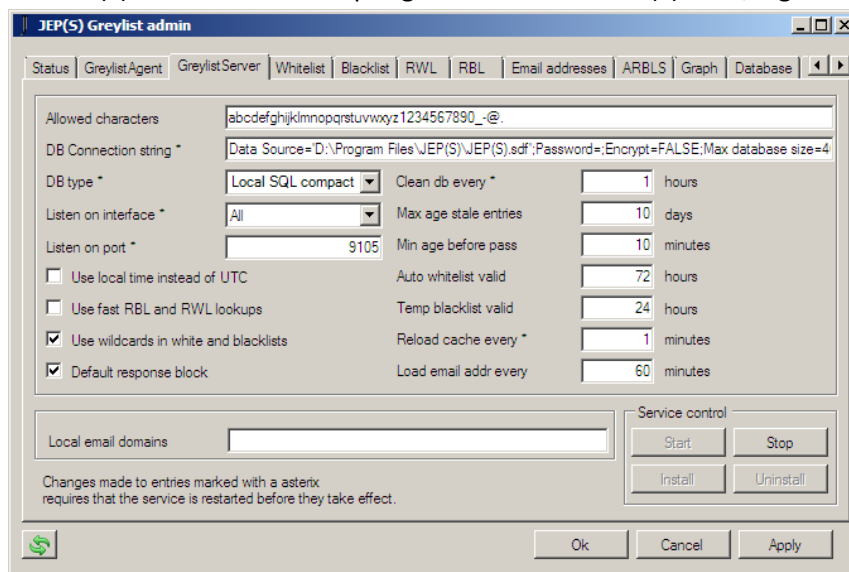 JEP(S) Greylist admin
Status GreylistAgent GreylistServer Whitelist Blacklist RWL RBL Email addresses ARBLS Graph Database
Allowed characters abcdefghijklmnopqrstuvwxyz1234567890_-@.
DB Connection string * Data Source='D:\Program Files\JEP(S)\JEP(S).sdf';Password=;Encrypt=FALSE;Max database size=4
DB type * Local SQL compact Clean db every * 1 hours
Listen on interface * All Max age stale entries 10 days
Listen on port * 9105 Min age before pass 10 minutes
Use local time instead of UTC Auto whitelist valid 72 hours
Use fast RBL and RWL lookups Temp blacklist valid 24 hours
Use wildcards in white and blacklists Reload cache every * 1 minutes
Default response block Load email addr every 60 minutes
Service control
Local email domains Start Stop
Install Uninstall
Changes made to entries marked with a asterix
requires that the service is restarted before they take effect.
Ok Cancel Apply